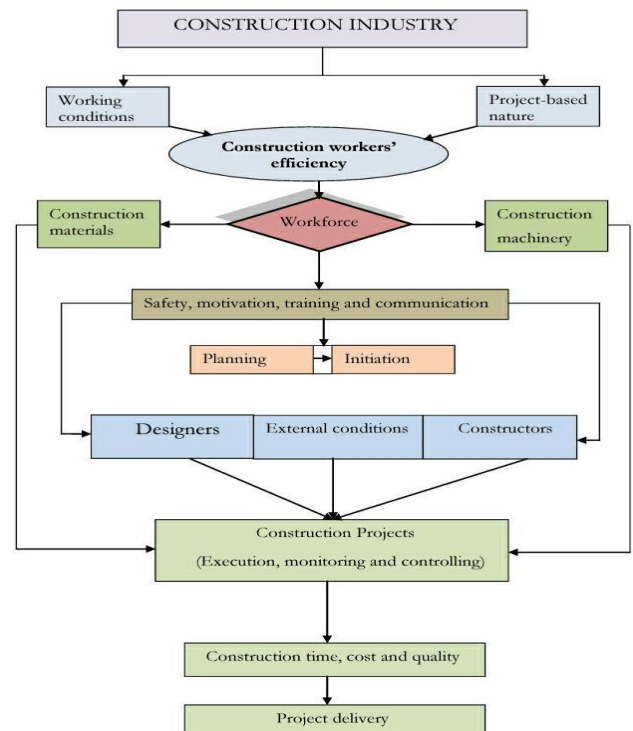 CONSTRUCTION INDUSTRY
Working
conditions
Project-based
nature
Construction workers’
efficiency
Construction
materials
Workforce
Construction
machinery
Safety, motivation, training and communication
Planning
Initiation
Designers
External conditions
Constructors
Construction Projects
(Execution, monitoring and controlling)
Construction time, cost and quality
Project delivery